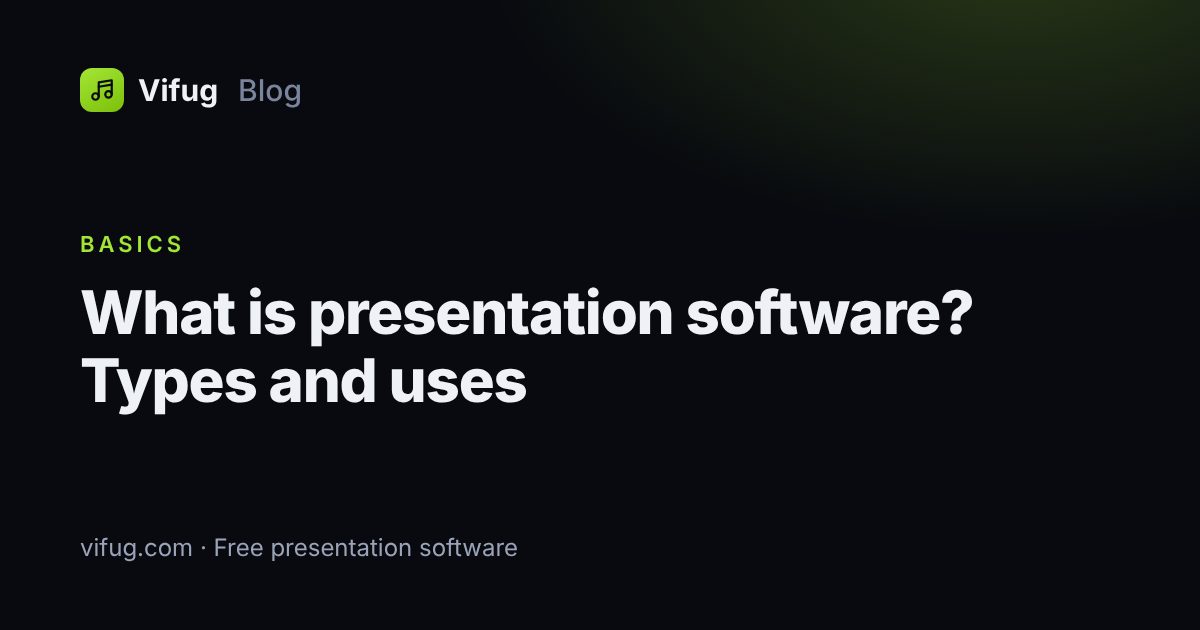 Vifug Blog
BASICS
What is presentation software?
Types and uses
vifug.com · Free presentation software